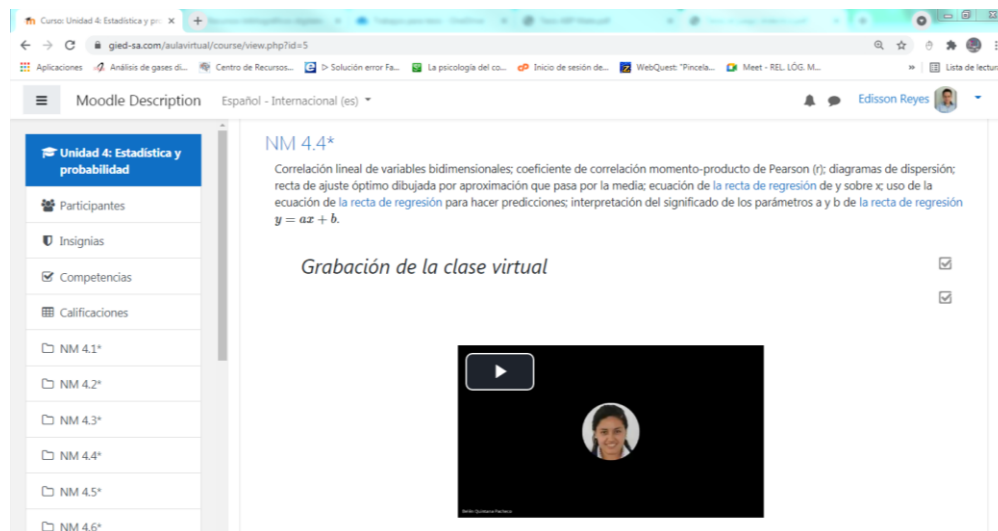 Curso: Unidad 4: Estadística y pro
gied-sa.com/aulavirtual/course/view.php?id=5
Aplicaciones Análisis de gases di... Centro de Recursos... ▷ Solución error Fa... La psicología del co... Inicio de sesión de... WebQuest: "Pincela... Meet - REL. LÓG. M... » Lista de lectura
Moodle Description Español - Internacional (es) Edisson Reyes
Unidad 4: Estadística y probabilidad
Participantes
Insignias
Competencias
Calificaciones
NM 4.1*
NM 4.2*
NM 4.3*
NM 4.4*
NM 4.5*
NM 4.6*
NM 4.4*
Correlación lineal de variables bidimensionales; coeficiente de correlación momento-producto de Pearson (r); diagramas de dispersión;
recta de ajuste óptimo dibujada por aproximación que pasa por la media; ecuación de la recta de regresión de y sobre x; uso de la
ecuación de la recta de regresión para hacer predicciones; interpretación del significado de los parámetros a y b de la recta de regresión
y = ax + b.
Grabación de la clase virtual
Belén Quintana Pacheco